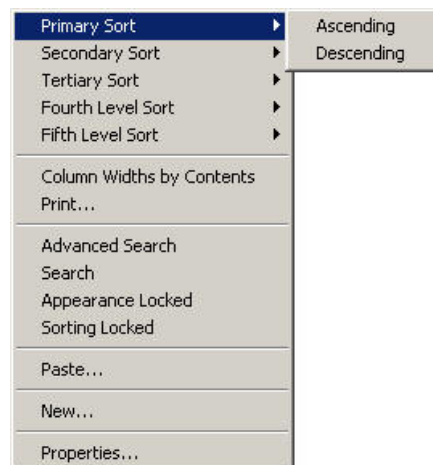 Primary Sort
Ascending
Secondary Sort
Descending
Tertiary Sort
Fourth Level Sort
Fifth Level Sort
Column Widths by Contents
Print...
Advanced Search
Search
Appearance Locked
Sorting Locked
Paste...
New...
Properties...